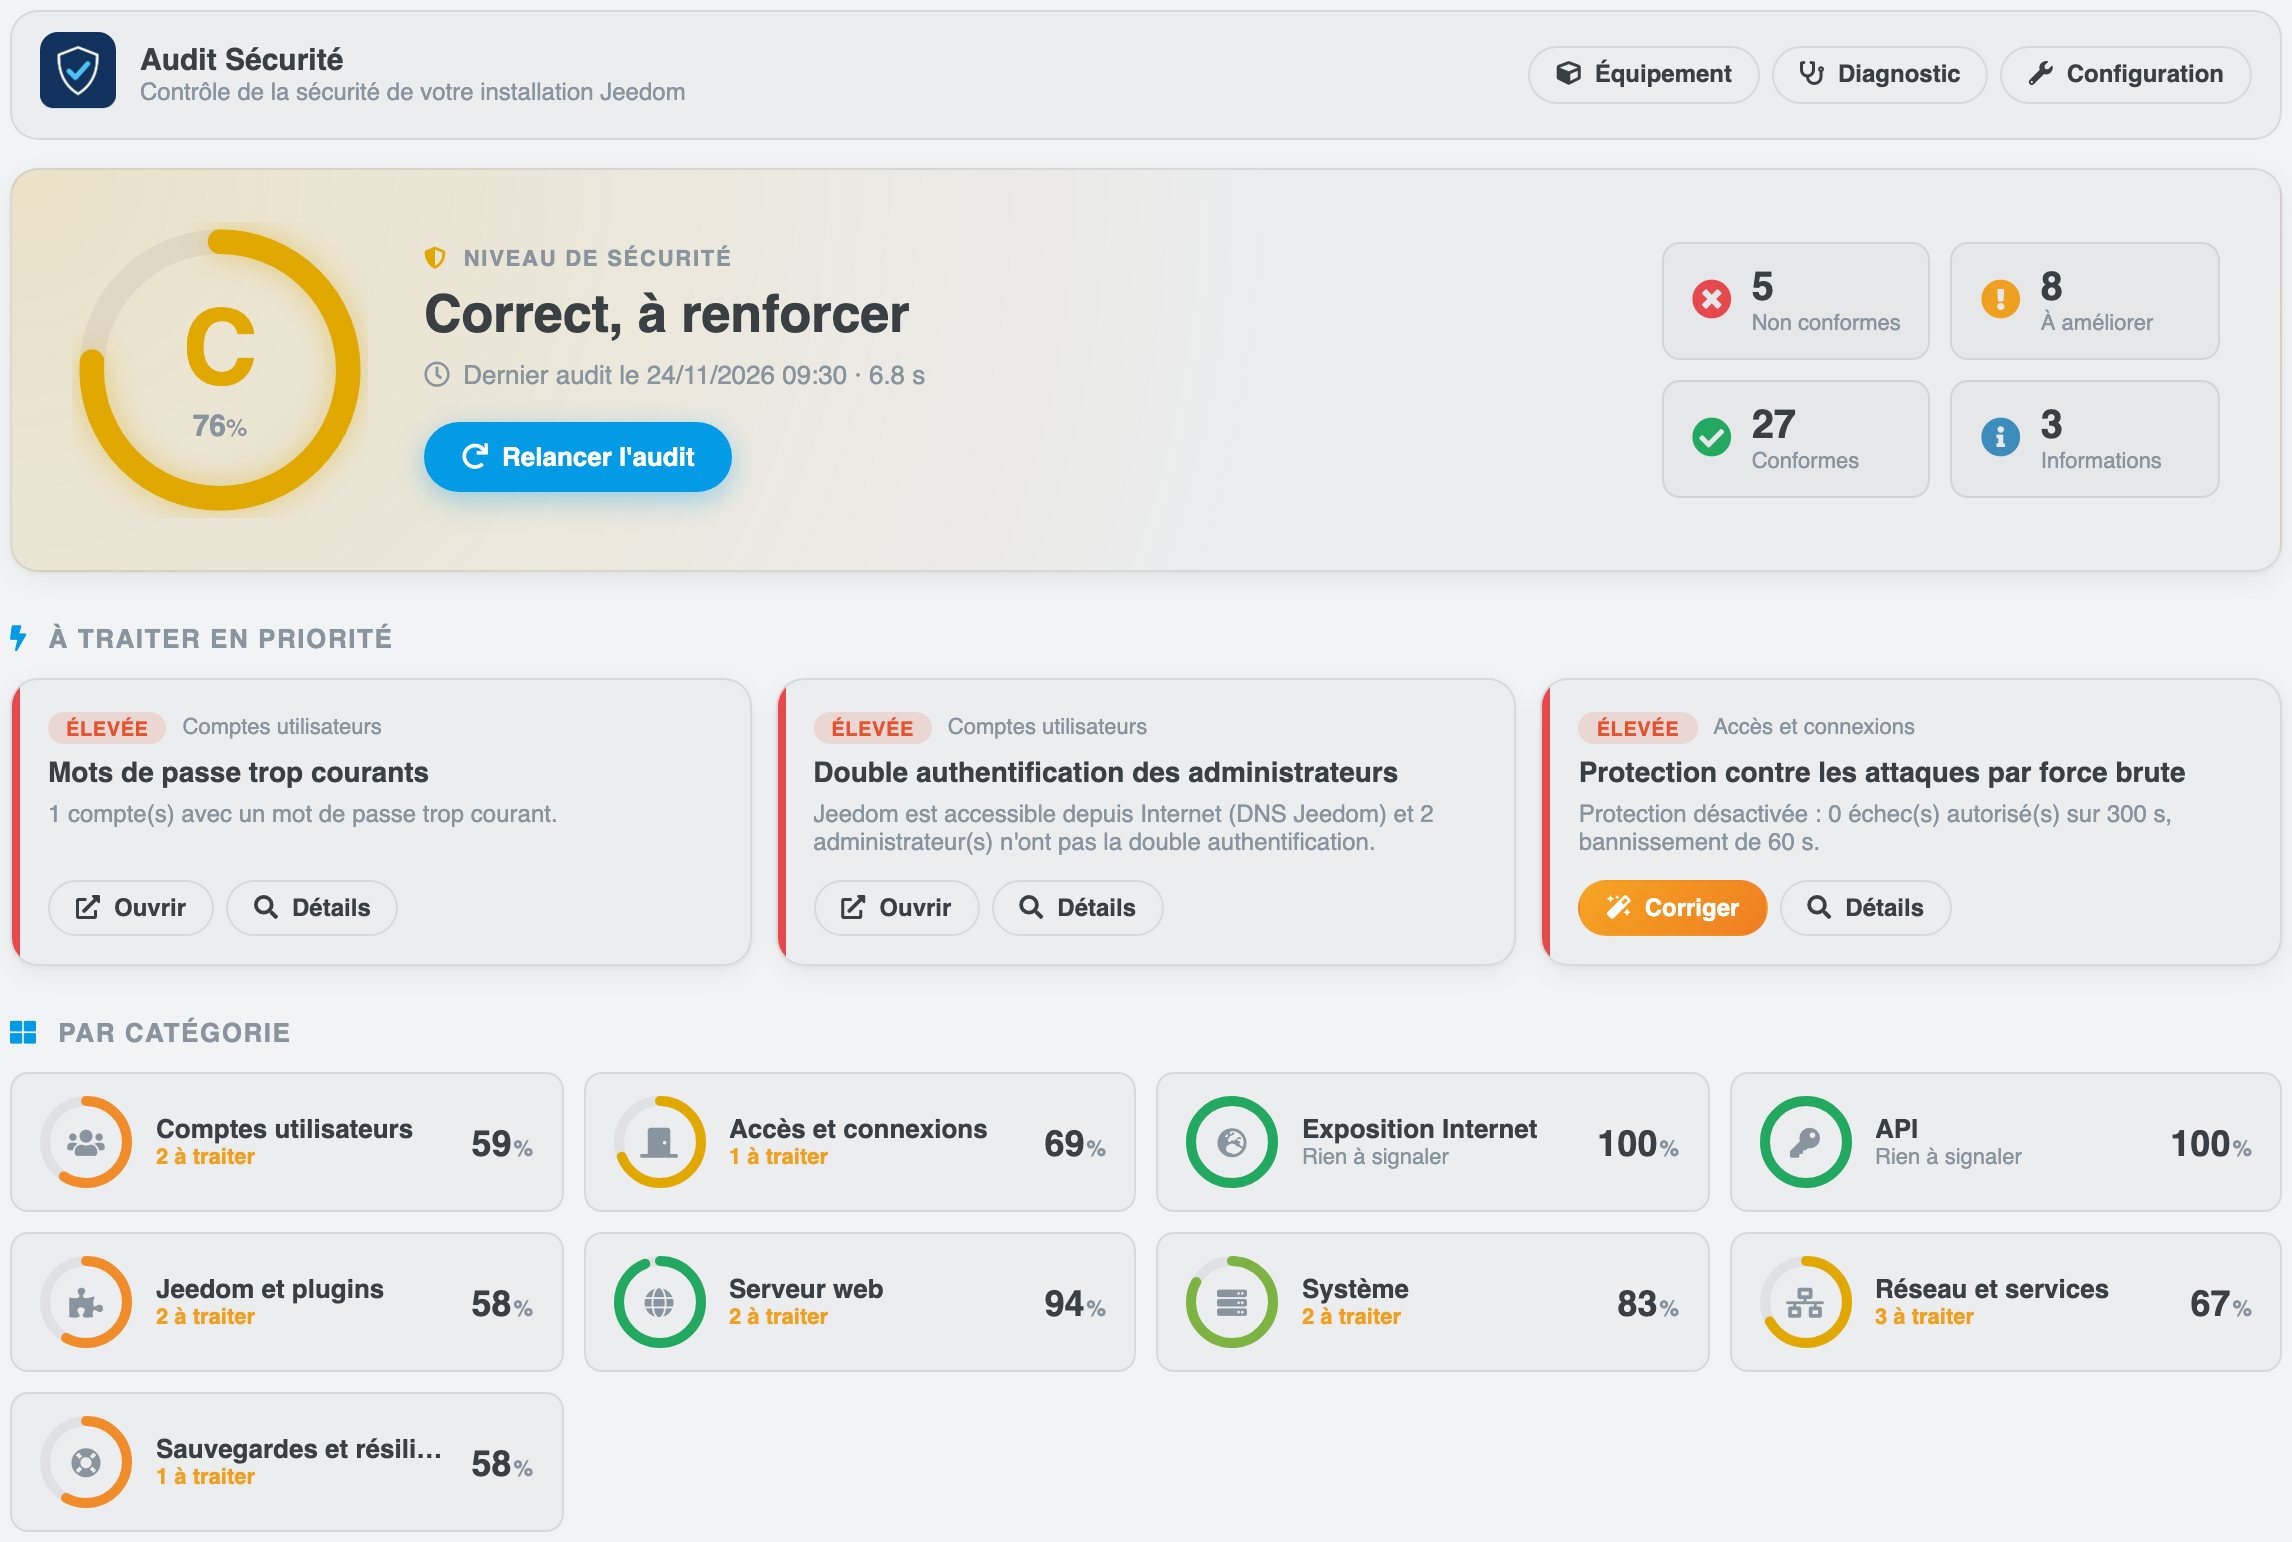 Audit Sécurité
Contrôle de la sécurité de votre installation Jeedom
Équipement
Diagnostic
Configuration
C
76%
NIVEAU DE SÉCURITÉ
Correct, à renforcer
Dernier audit le 24/11/2026 09:30 · 6.8 s
Relancer l'audit
5
Non conformes
8
À améliorer
27
Conformes
3
Informations
À TRAITER EN PRIORITÉ
ÉLEVÉE Comptes utilisateurs
Mots de passe trop courants
1 compte(s) avec un mot de passe trop courant.
Ouvrir
Détails
ÉLEVÉE Comptes utilisateurs
Double authentification des administrateurs
Jeedom est accessible depuis Internet (DNS Jeedom) et 2
administrateur(s) n'ont pas la double authentification.
Ouvrir
Détails
ÉLEVÉE Accès et connexions
Protection contre les attaques par force brute
Protection désactivée : 0 échec(s) autorisé(s) sur 300 s,
bannissement de 60 s.
Corriger
Détails
PAR CATÉGORIE
Comptes utilisateurs
2 à traiter
59%
Accès et connexions
1 à traiter
69%
Exposition Internet
Rien à signaler
100%
API
Rien à signaler
100%
Jeedom et plugins
2 à traiter
58%
Serveur web
2 à traiter
94%
Système
2 à traiter
83%
Réseau et services
3 à traiter
67%
Sauvegardes et résili...
1 à traiter
58%